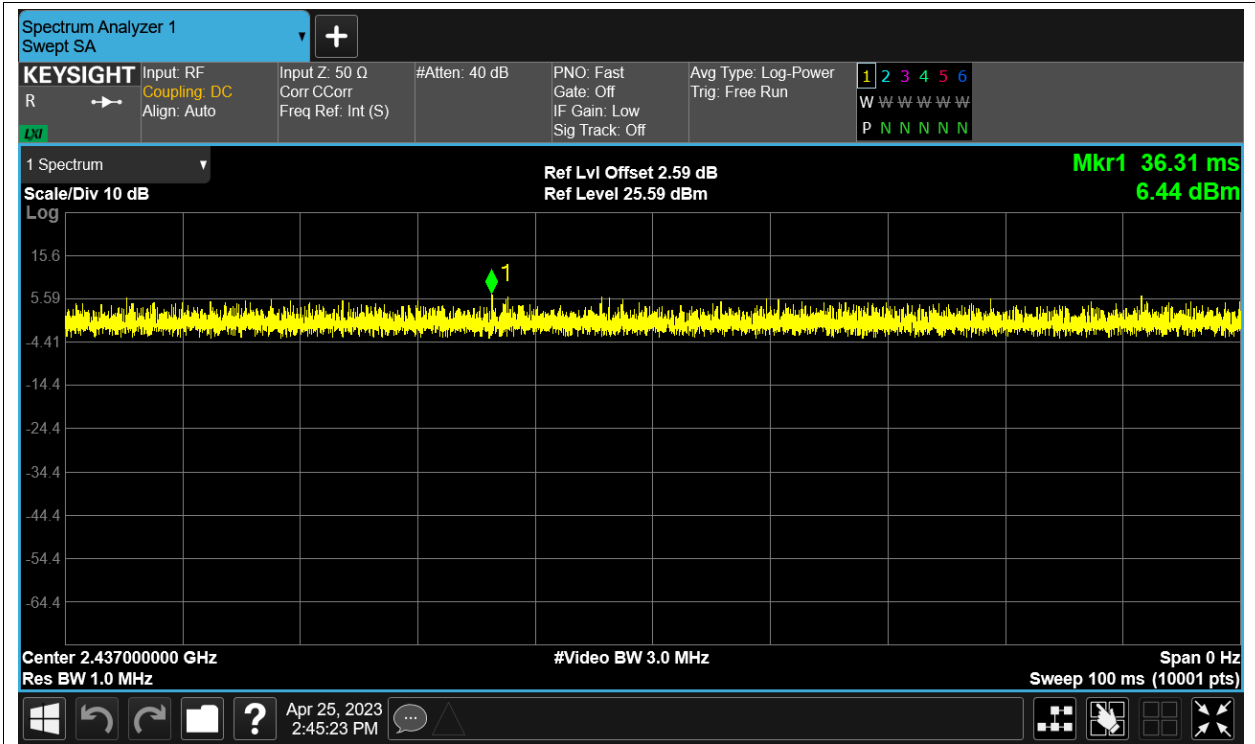 Spectrum Analyzer 1
Swept SA
KEYSIGHT
R
LXI
Input: RF
Coupling: DC
Align: Auto
Input Z: 50 Ω
Corr CCorr
Freq Ref: Int (S)
#Atten: 40 dB
PNO: Fast
Gate: Off
IF Gain: Low
Sig Track: Off
Avg Type: Log-Power
Trig: Free Run
1 2 3 4 5 6
W W W W W W
P N N N N N
1 Spectrum
Scale/Div 10 dB
Ref Lvl Offset 2.59 dB
Ref Level 25.59 dBm
Mkr1 36.31 ms
6.44 dBm
Log
15.6
1
5.59
-4.41
-14.4
-24.4
-34.4
-44.4
-54.4
-64.4
Center 2.437000000 GHz
#Video BW 3.0 MHz
Span 0 Hz
Res BW 1.0 MHz
Sweep 100 ms (10001 pts)
?
Apr 25, 2023
2:45:23 PM